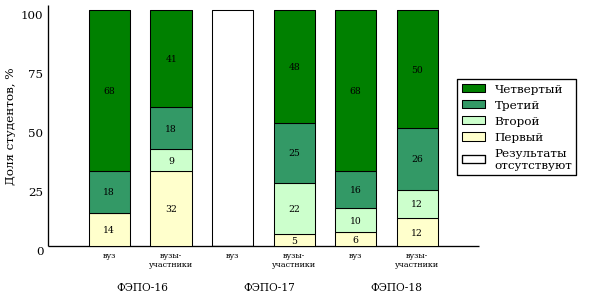 Доля студентов, %
100
75
50
25
0
68
18
14
41
18
9
32
48
25
22
5
68
16
10
6
50
26
12
12
вуз
вузы-
участники
вуз
вузы-
участники
вуз
вузы-
участники
ФЭПО-16
ФЭПО-17
ФЭПО-18
Четвертый
Третий
Второй
Первый
Результаты
отсутствуют